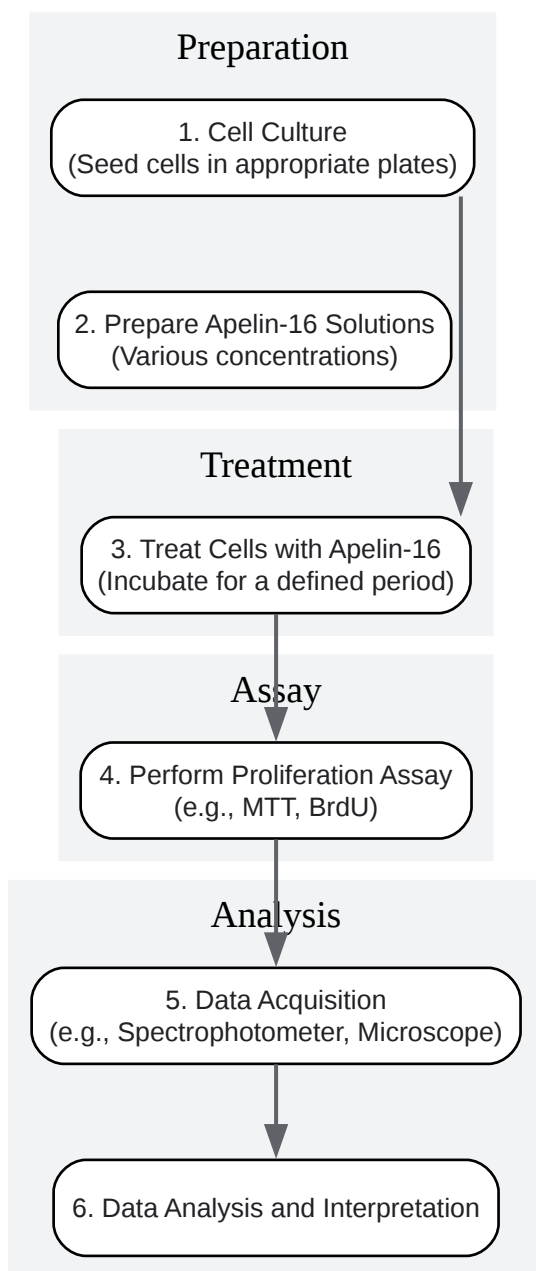 Preparation
1. Cell Culture
(Seed cells in appropriate plates)
2. Prepare Apelin-16 Solutions
(Various concentrations)
Treatment
3. Treat Cells with Apelin-16
(Incubate for a defined period)
Assay
4. Perform Proliferation Assay
(e.g., MTT, BrdU)
Analysis
5. Data Acquisition
(e.g., Spectrophotometer, Microscope)
6. Data Analysis and Interpretation